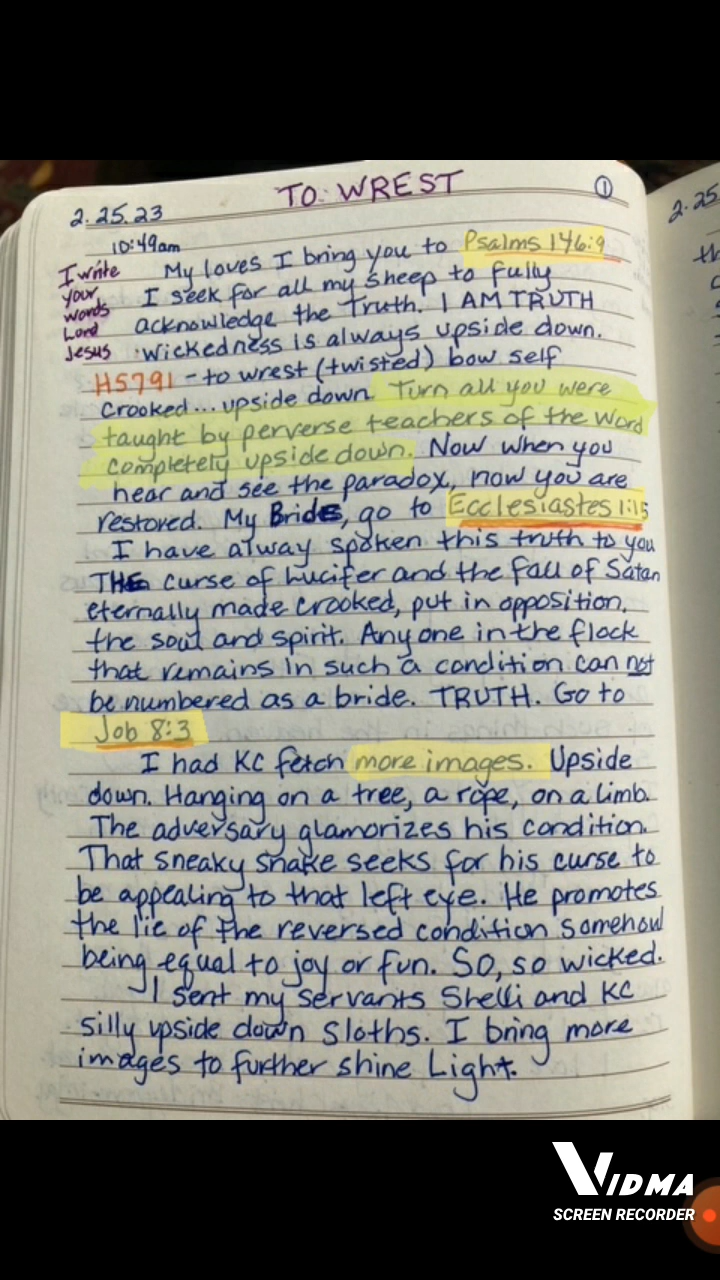 TO WREST
①
2.25.23
2.25
10:49am
My loves I bring you to Psalms 146:9
I write
your
words
Lord
Jesus
I seek for all my sheep to fully
acknowledge the Truth. I AM TRUTH
wickedness is always upside down.
H5791 - to wrest (twisted) bow self
crooked... upside down. Turn all you were
taught by perverse teachers of the Word
completely upside down. Now when you
hear and see the paradox, now you are
restored. My Brides, go to Ecclesiastes 1:15
I have alway spoken this truth to you
THE curse of Lucifer and the fall of Satan
eternally made crooked, put in opposition,
the soul and spirit. Anyone in the flock
that remains in such a condition can not
be numbered as a bride. TRUTH. Go to
Job 8:3
I had KC fetch more images. Upside
down. Hanging on a tree, a rope, on a limb.
The adversary glamorizes his condition.
That sneaky snake seeks for his curse to
be appealing to that left eye. He promotes
the lie of the reversed condition somehow
being equal to joy or fun. So, so wicked.
I sent my servants Shelli and KC
silly upside down sloths. I bring more
images to further shine Light.
VIDMA
SCREEN RECORDER